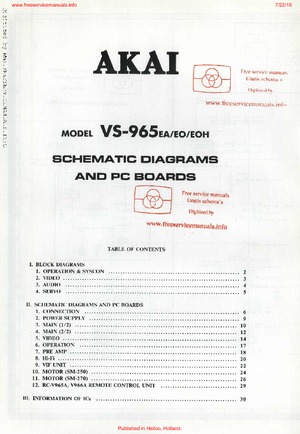 www.freeservicemanuals.info
7/22/15
AKAI
Free service manuals
Gratis schema's
Digitized by
www.freeservicemanuals.info
MODEL VS-965EA/EO/EOH
SCHEMATIC DIAGRAMS
AND PC BOARDS
Free service manuals
Gratis schema's
Digitized by
www.freeservicemanuals.info
TABLE OF CONTENTS
I. BLOCK DIAGRAMS
1. OPERATION & SYSCON 2
2. VIDEO 3
3. AUDIO 4
4. SERVO 5
II. SCHEMATIC DIAGRAMS AND PC BOARDS
1. CONNECTION 6
2. POWER SUPPLY 9
3. MAIN (1/2) 10
4. MAIN (2/2) 12
5. VIDEO 14
6. OPERATION 17
7. PRE AMP 18
8. Hi-Fi 20
9. VIF UNIT 22
10. MOTOR (SM-250) 24
11. MOTOR (SM-270) 26
12. RC-V965A, V966A REMOTE CONTROL UNIT 29
III. INFORMATION OF ICs 30
Published in Heiloo, Holland.